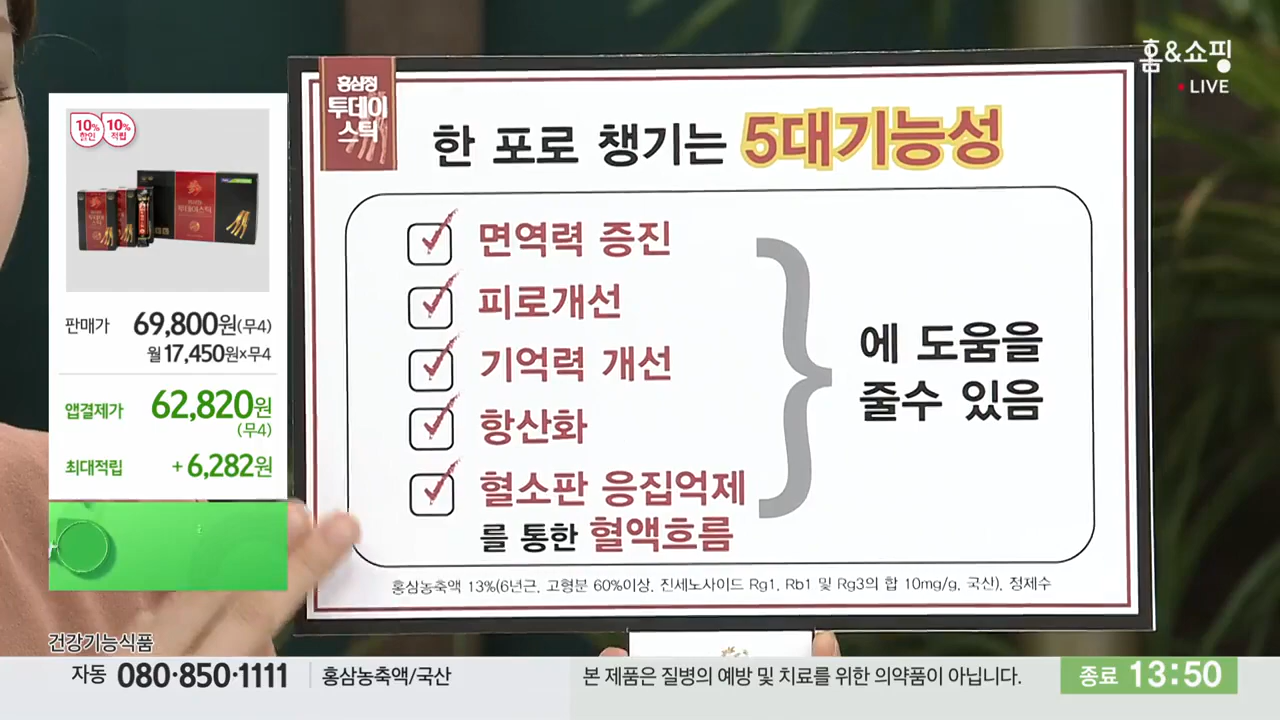 홈&쇼핑
LIVE
홍삼정
투데이
스틱
한 포로 챙기는 5대기능성
면역력 증진
피로개선
기억력 개선
항산화
혈소판 응집억제
를 통한 혈액흐름
에 도움을
줄수 있음
홍삼농축액 13%(6년근, 고형분 60%이상, 진세노사이드 Rg1, Rb1 및 Rg3의 합 10mg/g, 국산), 정제수
10% 할인
10% 적립
판매가 69,800원(무4)
월17,450원×무4
앱결제가 62,820원
(무4)
최대적립 +6,282원
건강기능식품
자동 080·850·1111 홍삼농축액/국산 본 제품은 질병의 예방 및 치료를 위한 의약품이 아닙니다. 종료 13:50